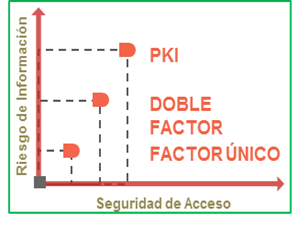 Riesgo de Información
PKI
DOBLE
FACTOR
FACTOR ÚNICO
Seguridad de Acceso